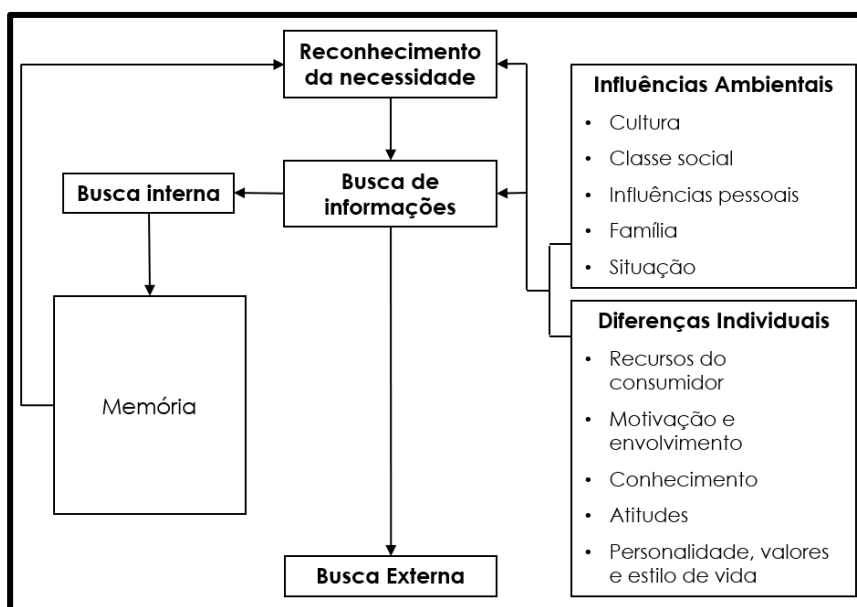 Reconhecimento
da necessidade
Busca de
informações
Busca interna
Memória
Busca Externa
Influências Ambientais
• Cultura
• Classe social
• Influências pessoais
• Família
• Situação
Diferenças Individuais
• Recursos do
consumidor
• Motivação e
envolvimento
• Conhecimento
• Atitudes
• Personalidade, valores
e estilo de vida